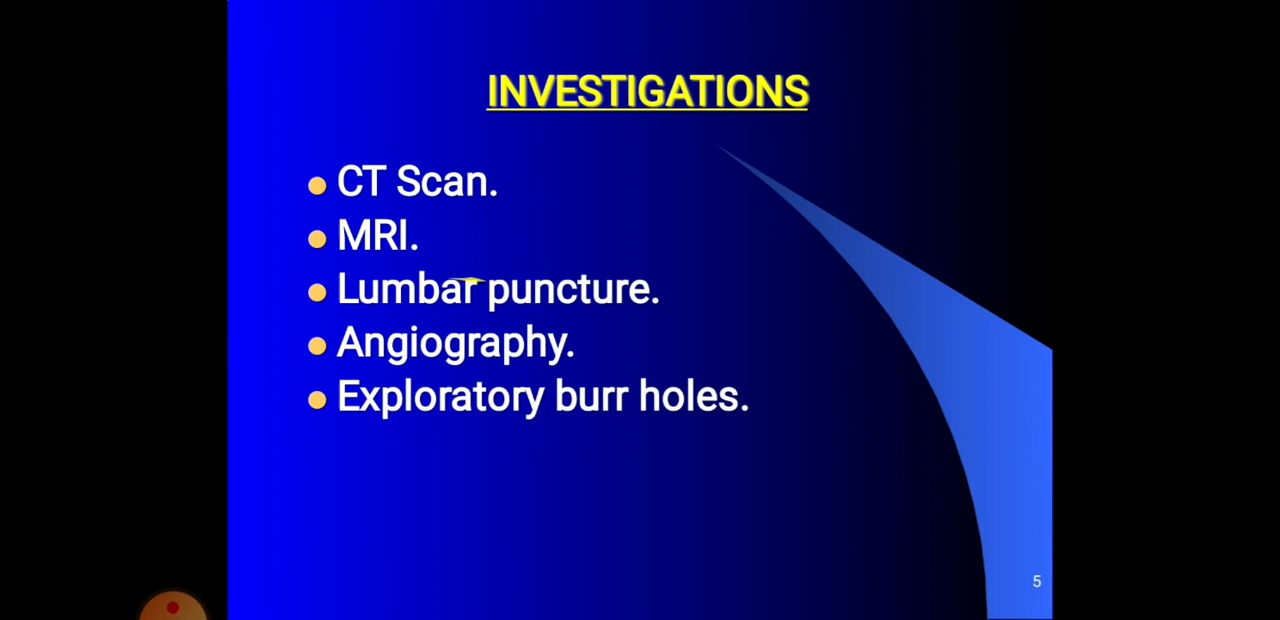 INVESTIGATIONS
CT Scan.
MRI.
Lumbar puncture.
Angiography.
Exploratory burr holes.
5